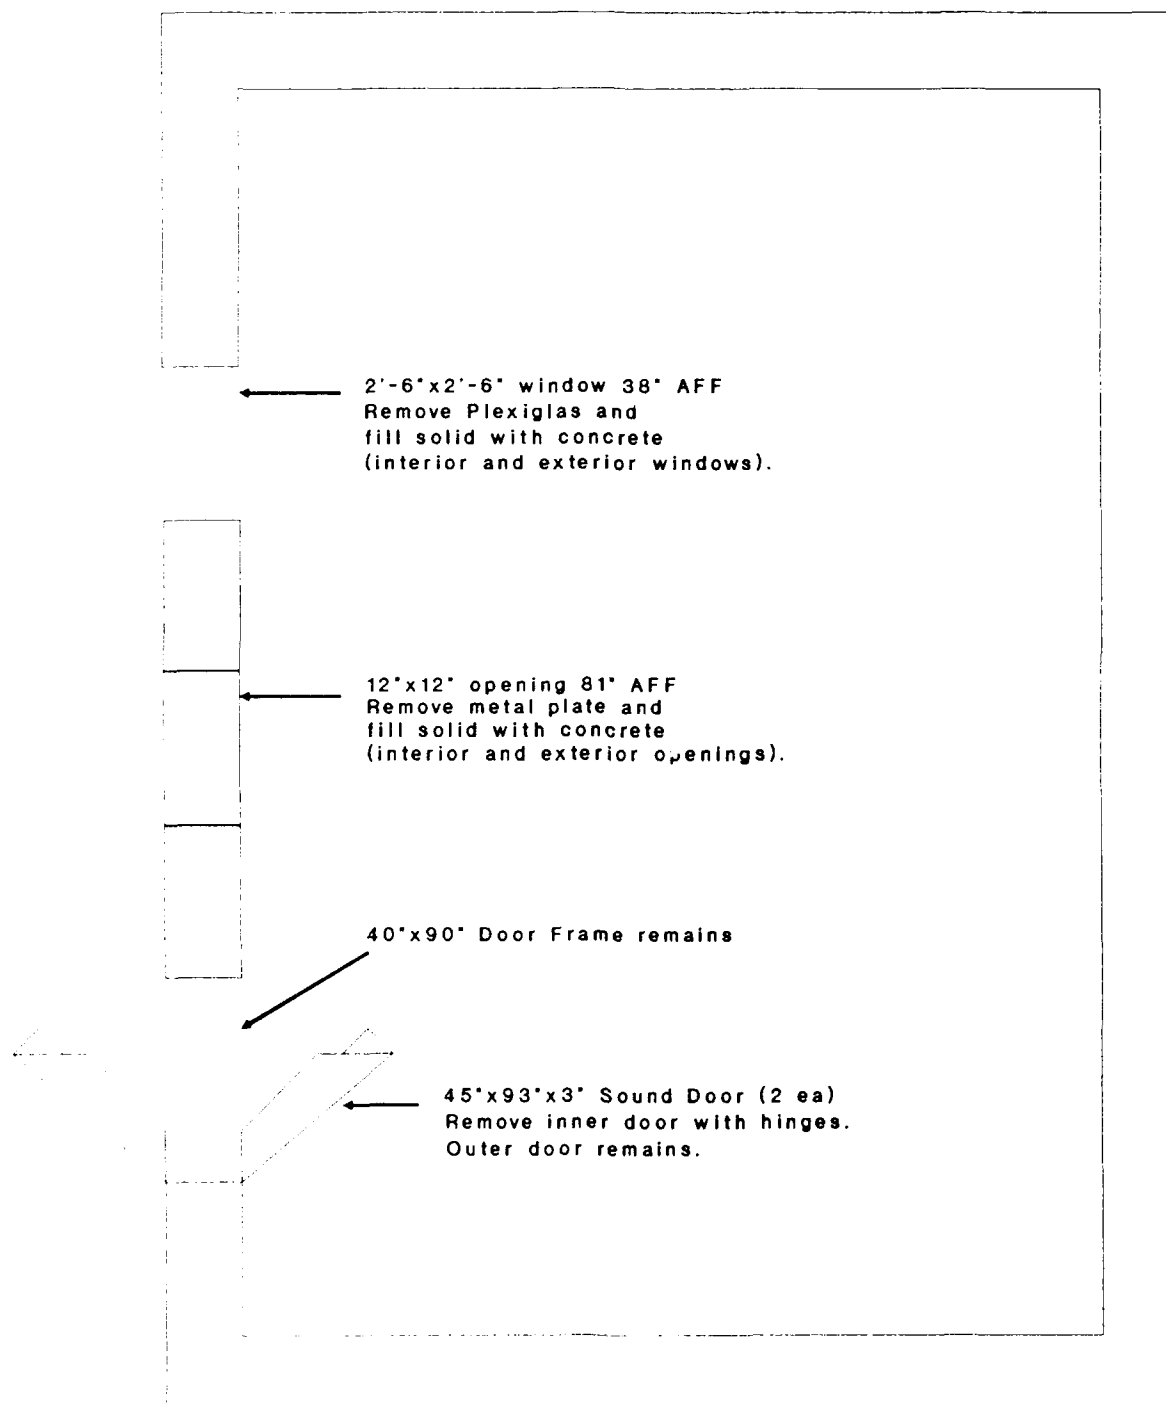 2'-6"x2'-6" window 38" AFF
Remove Plexiglas and
fill solid with concrete
(interior and exterior windows).
12"x12" opening 81" AFF
Remove metal plate and
fill solid with concrete
(interior and exterior openings).
40"x90" Door Frame remains
45"x93"x3" Sound Door (2 ea)
Remove inner door with hinges.
Outer door remains.